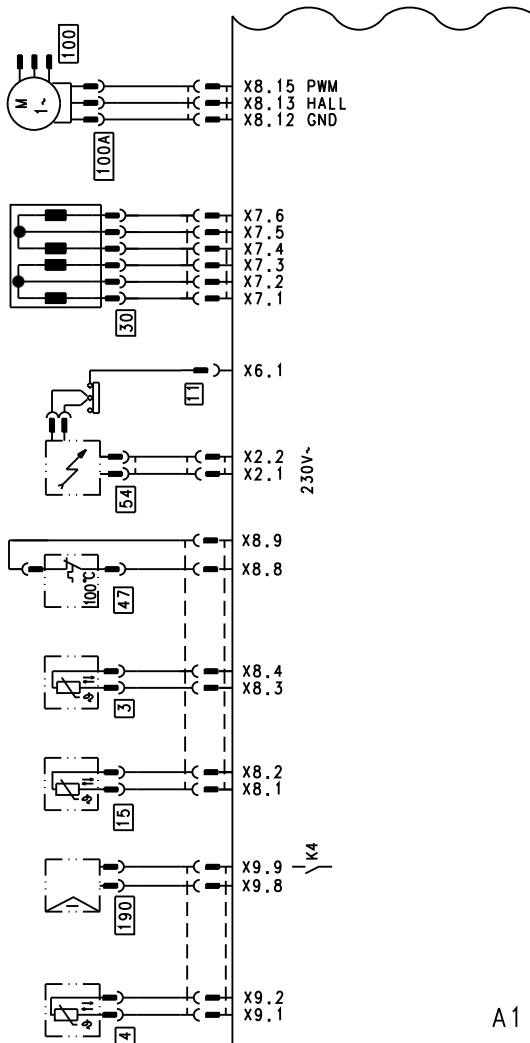 100
M
1~
100A
X8.15 PWM
X8.13 HALL
X8.12 GND
X7.6
X7.5
X7.4
X7.3
X7.2
X7.1
30
X6.1
11
X2.2
X2.1
230V~
54
X8.9
X8.8
100°C
47
X8.4
X8.3
3
X8.2
X8.1
15
K4
X9.9
X9.8
190
X9.2
X9.1
4
A1